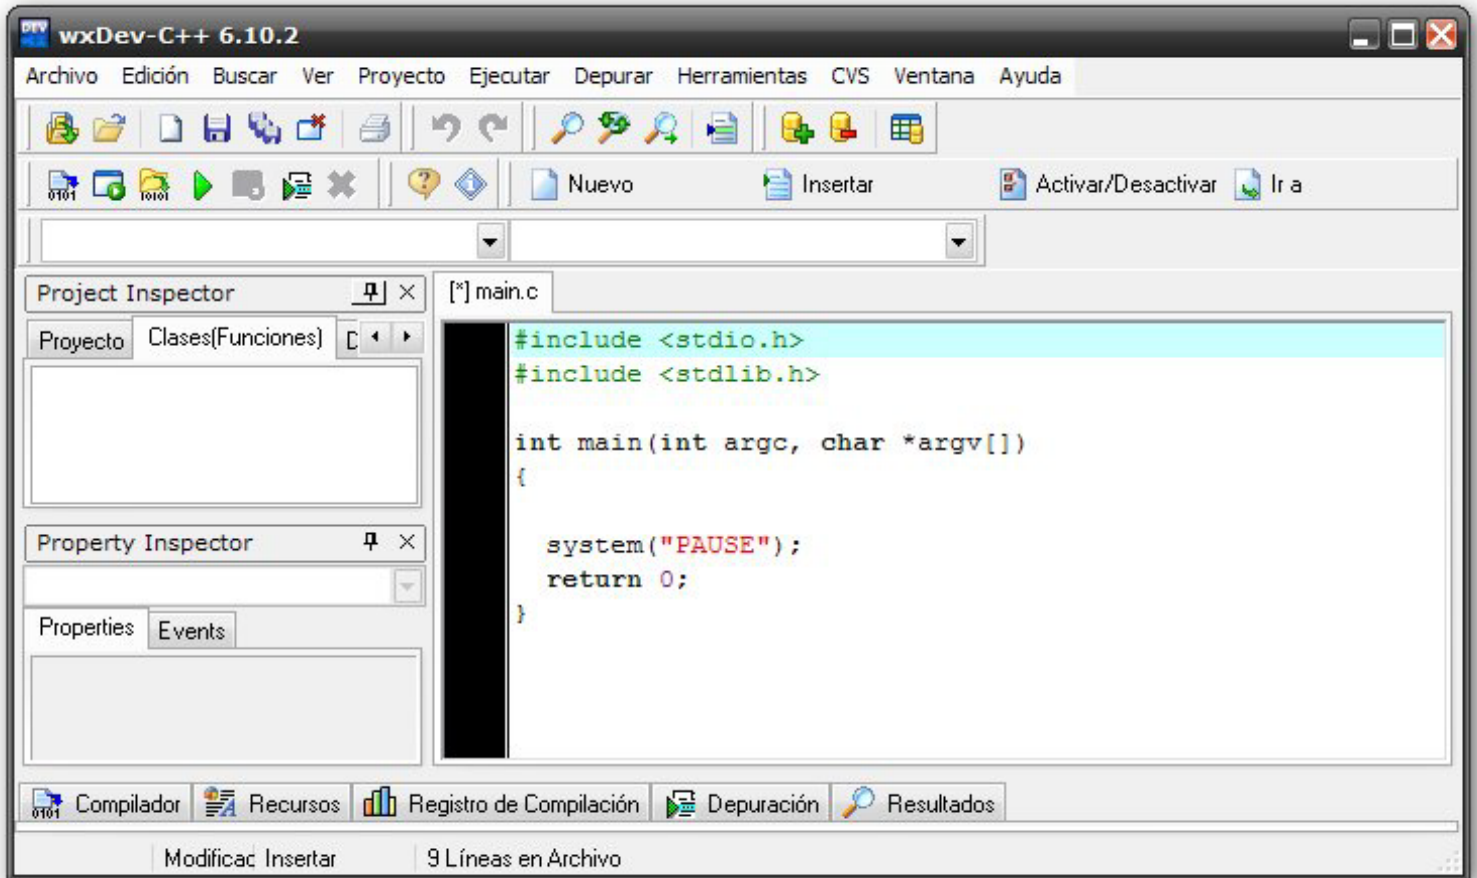 wxDev-C++ 6.10.2
Archivo Edición Buscar Ver Proyecto Ejecutar Depurar Herramientas CVS Ventana Ayuda
Nuevo Insertar Activar/Desactivar Ir a
Project Inspector
Proyecto Clases(Funciones)
[*] main.c
#include <stdio.h>
#include <stdlib.h>
int main(int argc, char *argv[])
{
system("PAUSE");
return 0;
}
Property Inspector
Properties Events
Compilador Recursos Registro de Compilación Depuración Resultados
Modificac Insertar 9 Líneas en Archivo